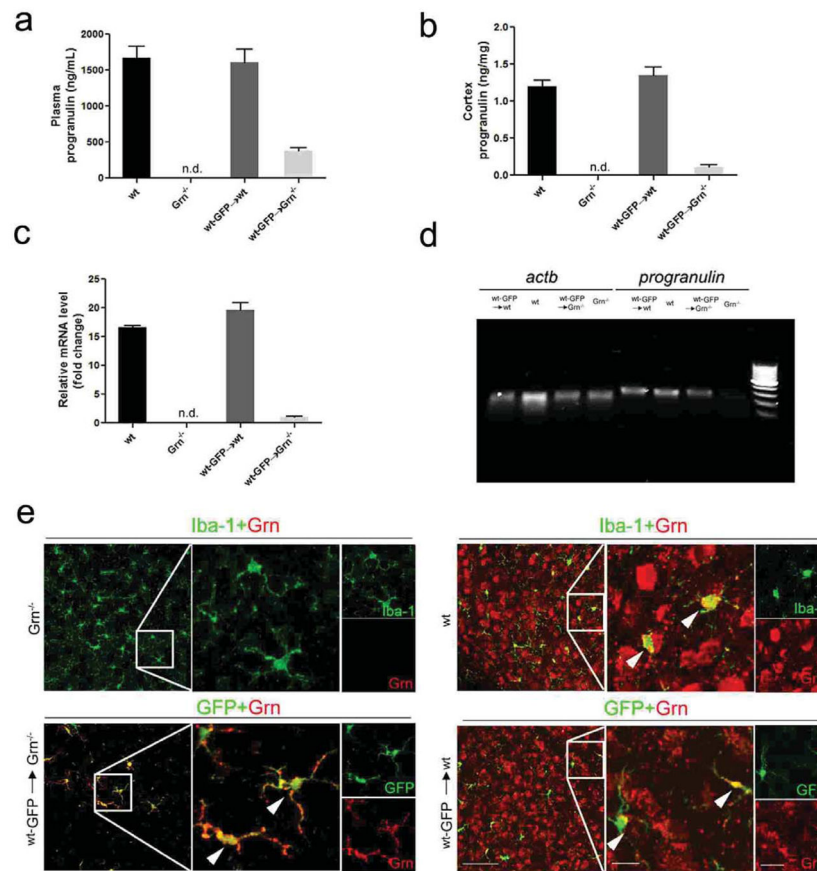 a
Plasma
progranulin (ng/mL)
2000
1500
1000
500
0
n.d.
wt
Grn-/-
wt-GFP→wt
wt-GFP→Grn-/-
b
Cortex
progranulin (ng/mg)
2.0
1.5
1.0
0.5
0.0
n.d.
wt
Grn-/-
wt-GFP→wt
wt-GFP→Grn-/-
c
Relative mRNA level
(fold change)
25
20
15
10
5
0
n.d.
wt
Grn-/-
wt-GFP→wt
wt-GFP→Grn-/-
d
actb progranulin
wt-GFP →wt wt wt-GFP →Grn-/- Grn-/- wt-GFP →wt wt wt-GFP →Grn-/- Grn-/-
e
Iba-1+Grn
Grn-/-
Iba-1
Grn
Iba-1+Grn
wt
Iba-
Gr
GFP+Grn
wt-GFP → Grn-/-
GFP
Grn
GFP+Grn
wt-GFP → wt
GF
Gr